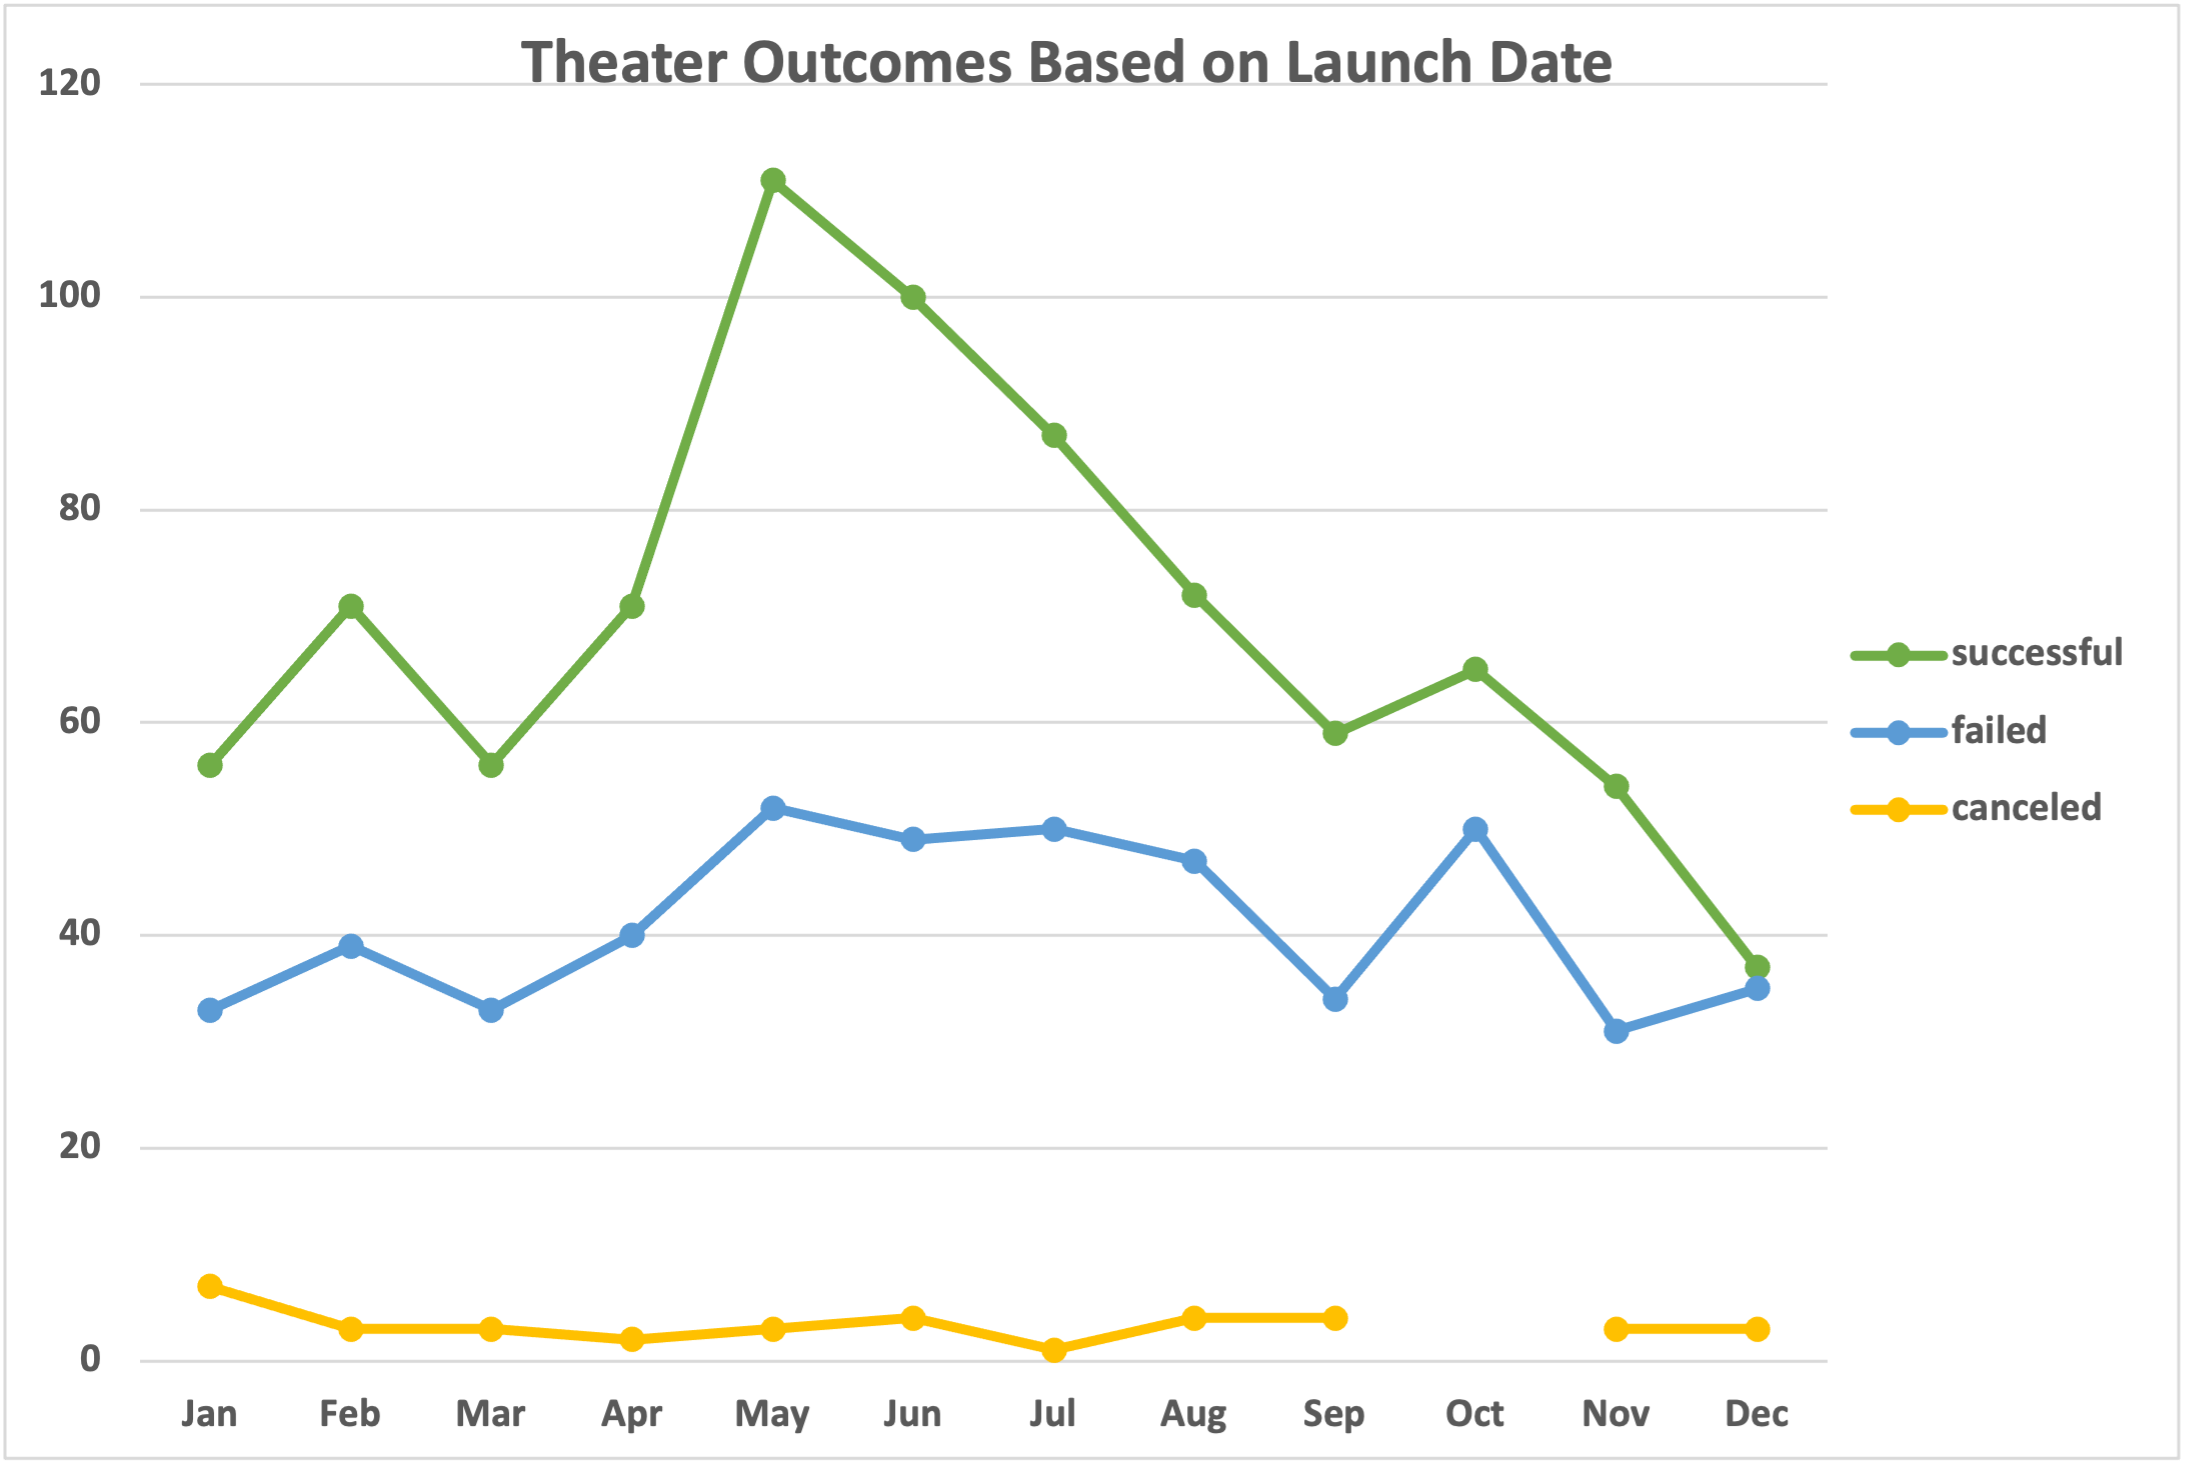 Theater Outcomes Based on Launch Date
120
100
80
60
40
20
0
Jan Feb Mar Apr May Jun Jul Aug Sep Oct Nov Dec
successful
failed
canceled